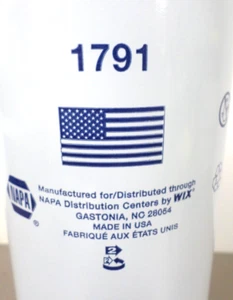 1791
NAPA
Manufactured for/Distributed through
NAPA Distribution Centers by WIX®
GASTONIA, NC 28054
MADE IN USA
FABRIQUÉ AUX ÉTATS UNIS